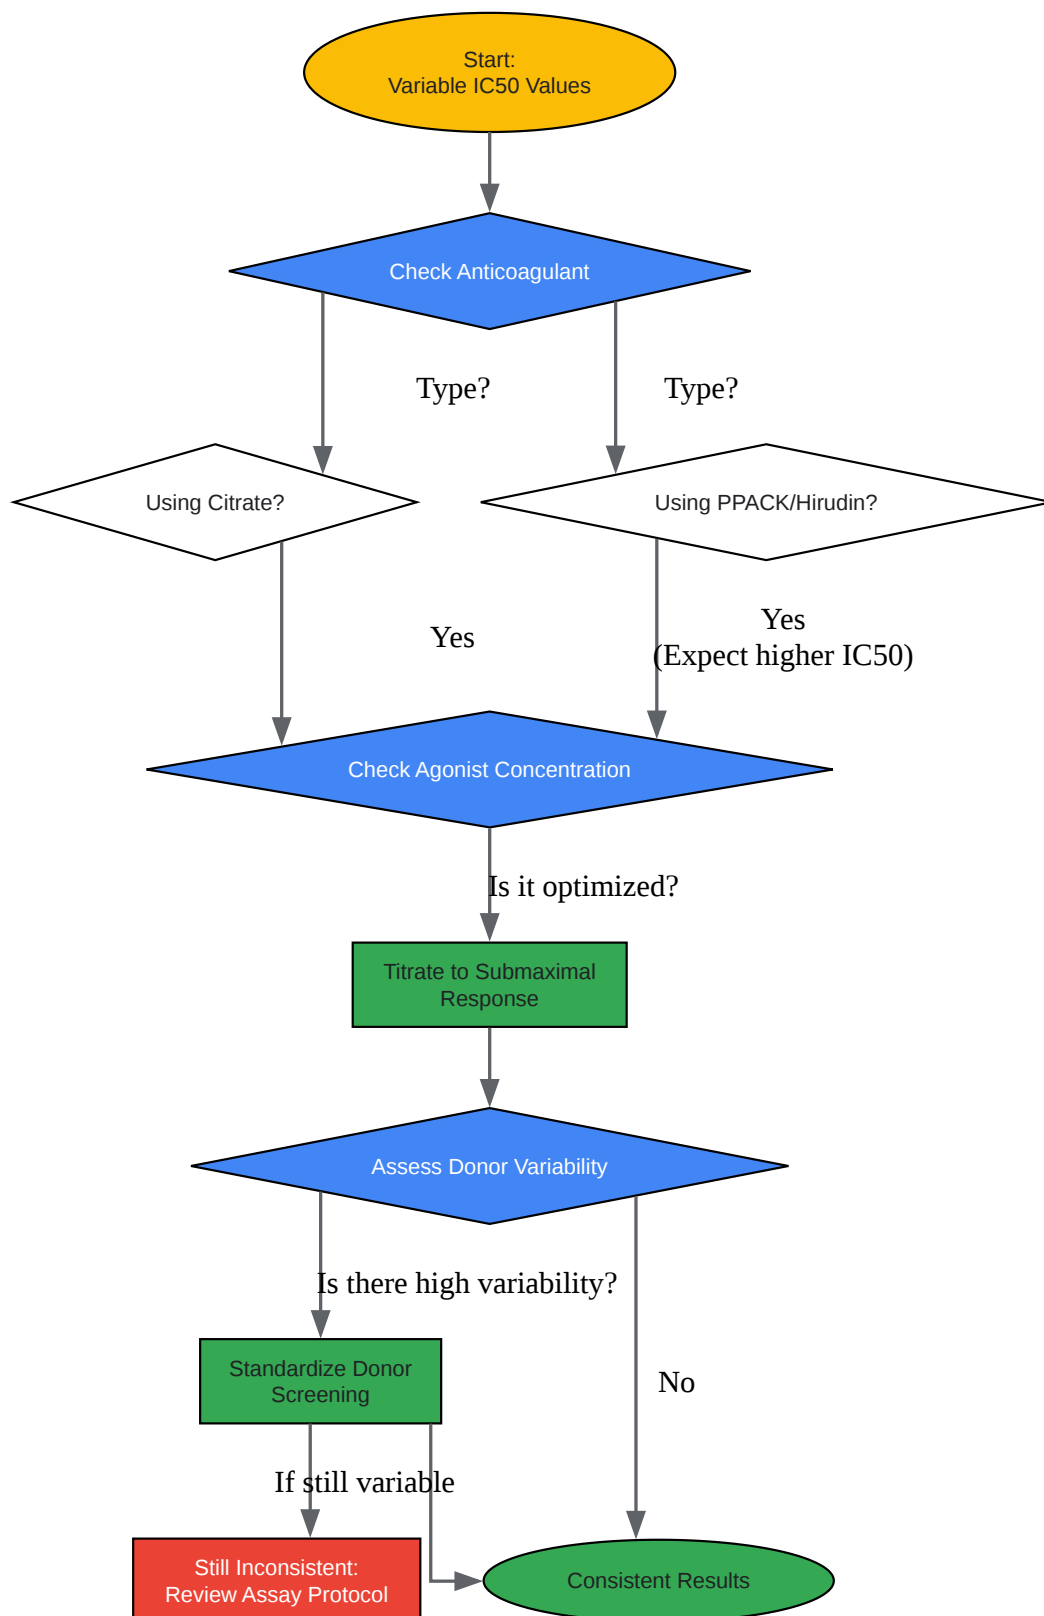 Start:
Variable IC50 Values
Check Anticoagulant
Type?
Type?
Using Citrate?
Using PPACK/Hirudin?
Yes
Yes
(Expect higher IC50)
Check Agonist Concentration
Is it optimized?
Titrate to Submaximal
Response
Assess Donor Variability
Is there high variability?
Standardize Donor
Screening
No
If still variable
Still Inconsistent:
Review Assay Protocol
Consistent Results